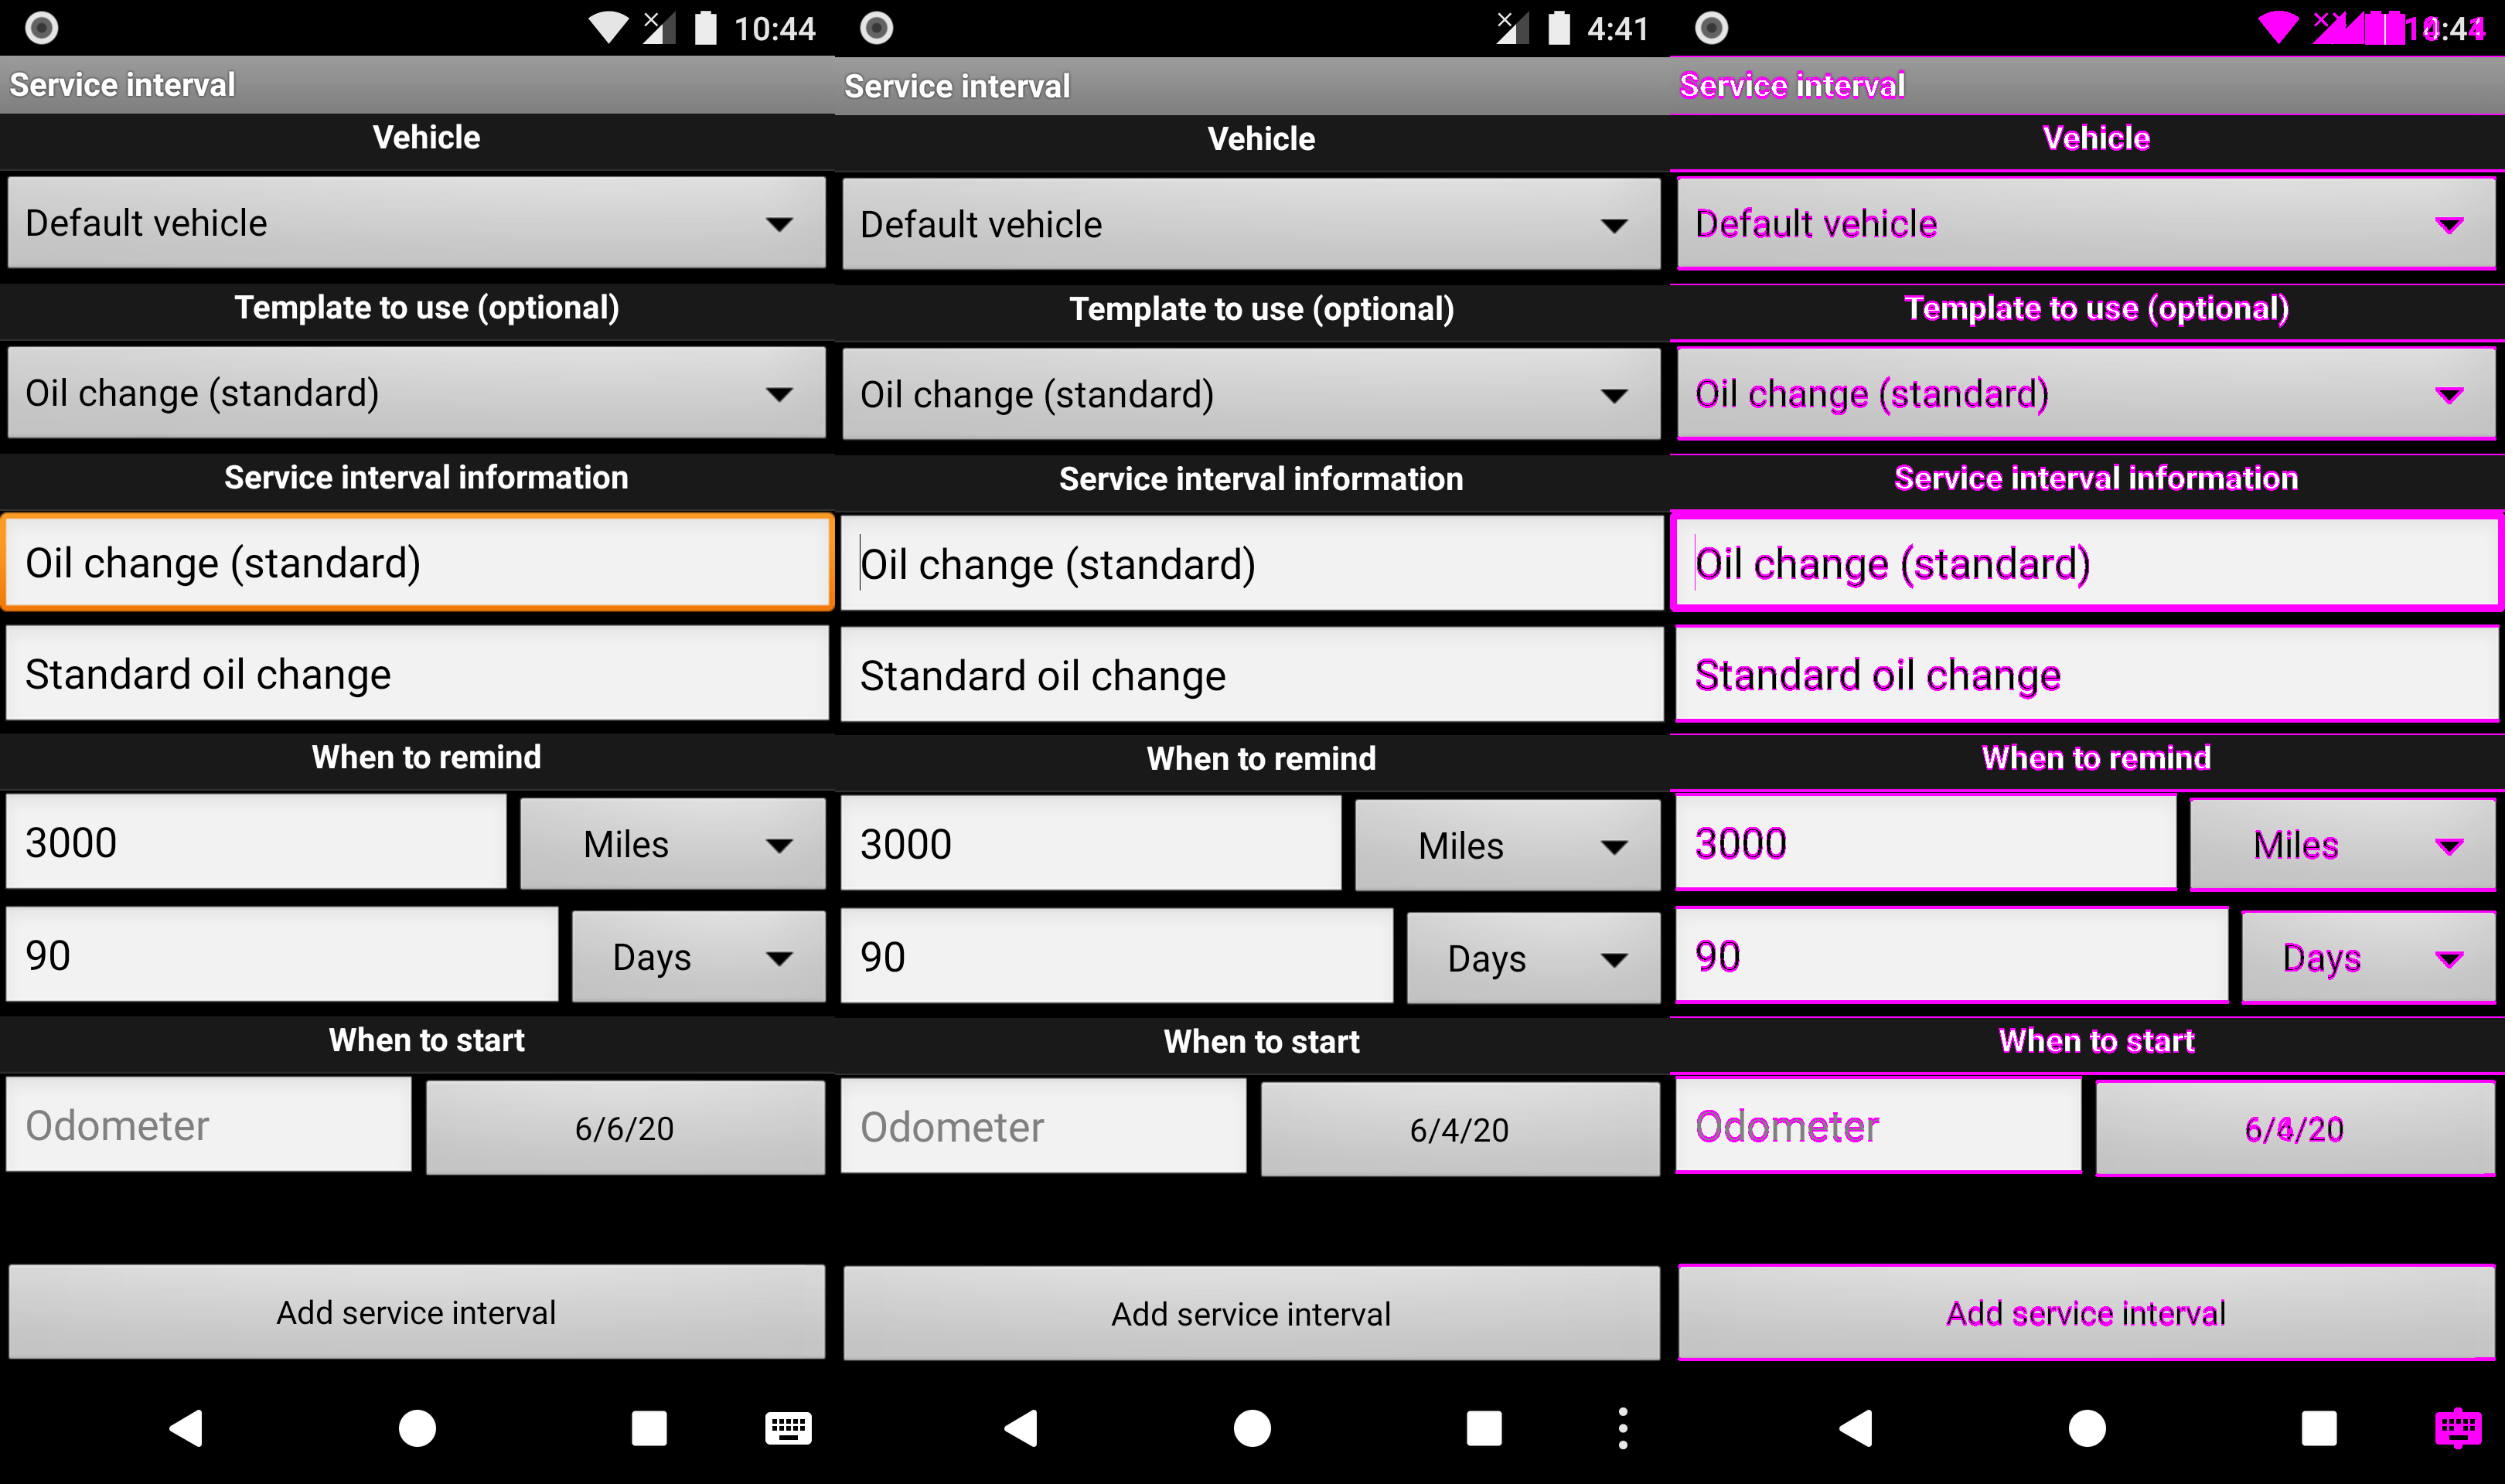 10:44
Service interval
Vehicle
Default vehicle
Template to use (optional)
Oil change (standard)
Service interval information
Oil change (standard)
Standard oil change
When to remind
3000 Miles
90 Days
When to start
Odometer 6/6/20
Add service interval
4:41
Service interval
Vehicle
Default vehicle
Template to use (optional)
Oil change (standard)
Service interval information
Oil change (standard)
Standard oil change
When to remind
3000 Miles
90 Days
When to start
Odometer 6/4/20
Add service interval
Service interval
Vehicle
Default vehicle
Template to use (optional)
Oil change (standard)
Service interval information
Oil change (standard)
Standard oil change
When to remind
3000 Miles
90 Days
When to start
Odometer
Add service interval